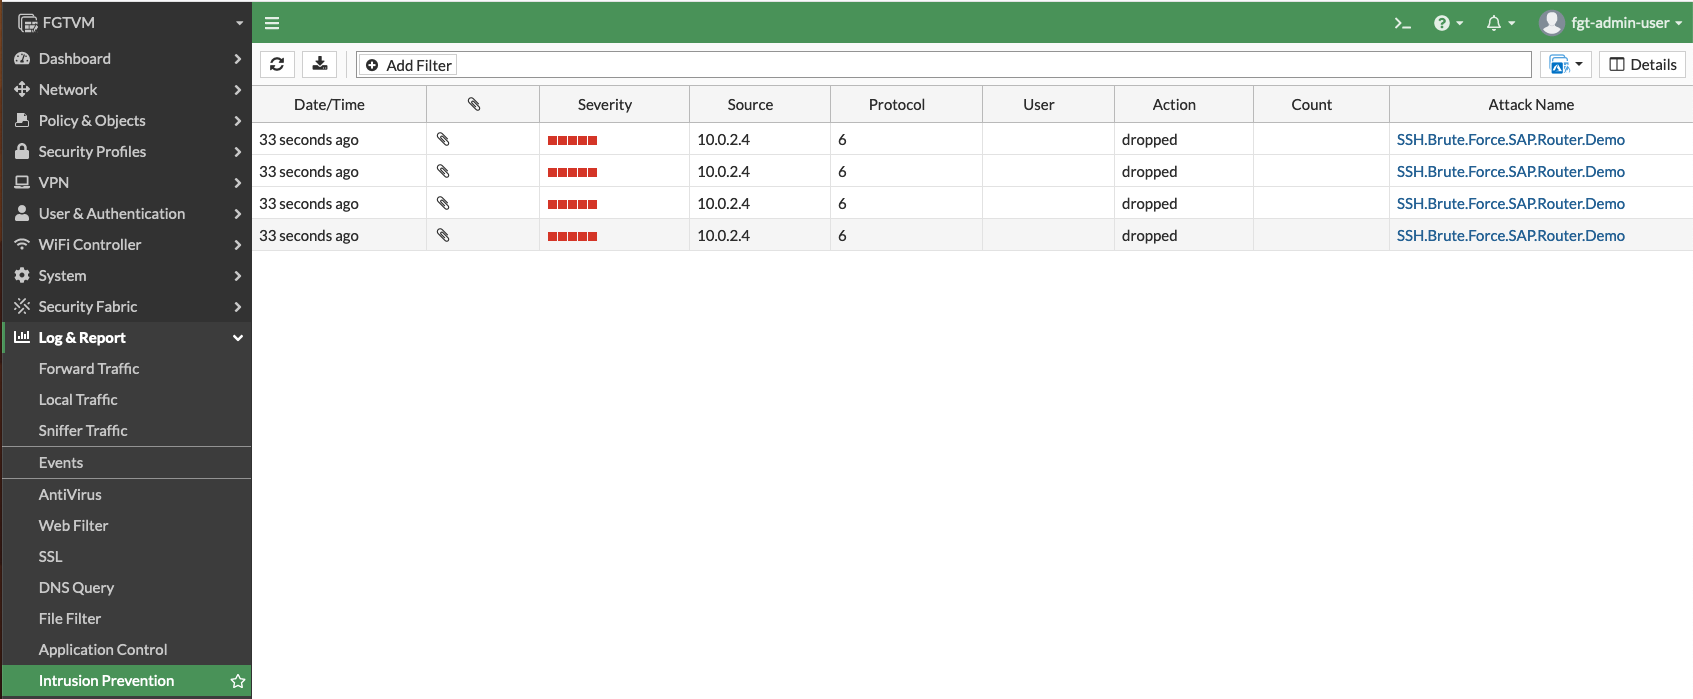 FGTVM
fgt-admin-user
Dashboard
Network
Policy & Objects
Security Profiles
VPN
User & Authentication
WiFi Controller
System
Security Fabric
Log & Report
Forward Traffic
Local Traffic
Sniffer Traffic
Events
AntiVirus
Web Filter
SSL
DNS Query
File Filter
Application Control
Intrusion Prevention
Add Filter
Details
Date/Time Severity Source Protocol User Action Count Attack Name
33 seconds ago 10.0.2.4 6 dropped SSH.Brute.Force.SAP.Router.Demo
33 seconds ago 10.0.2.4 6 dropped SSH.Brute.Force.SAP.Router.Demo
33 seconds ago 10.0.2.4 6 dropped SSH.Brute.Force.SAP.Router.Demo
33 seconds ago 10.0.2.4 6 dropped SSH.Brute.Force.SAP.Router.Demo